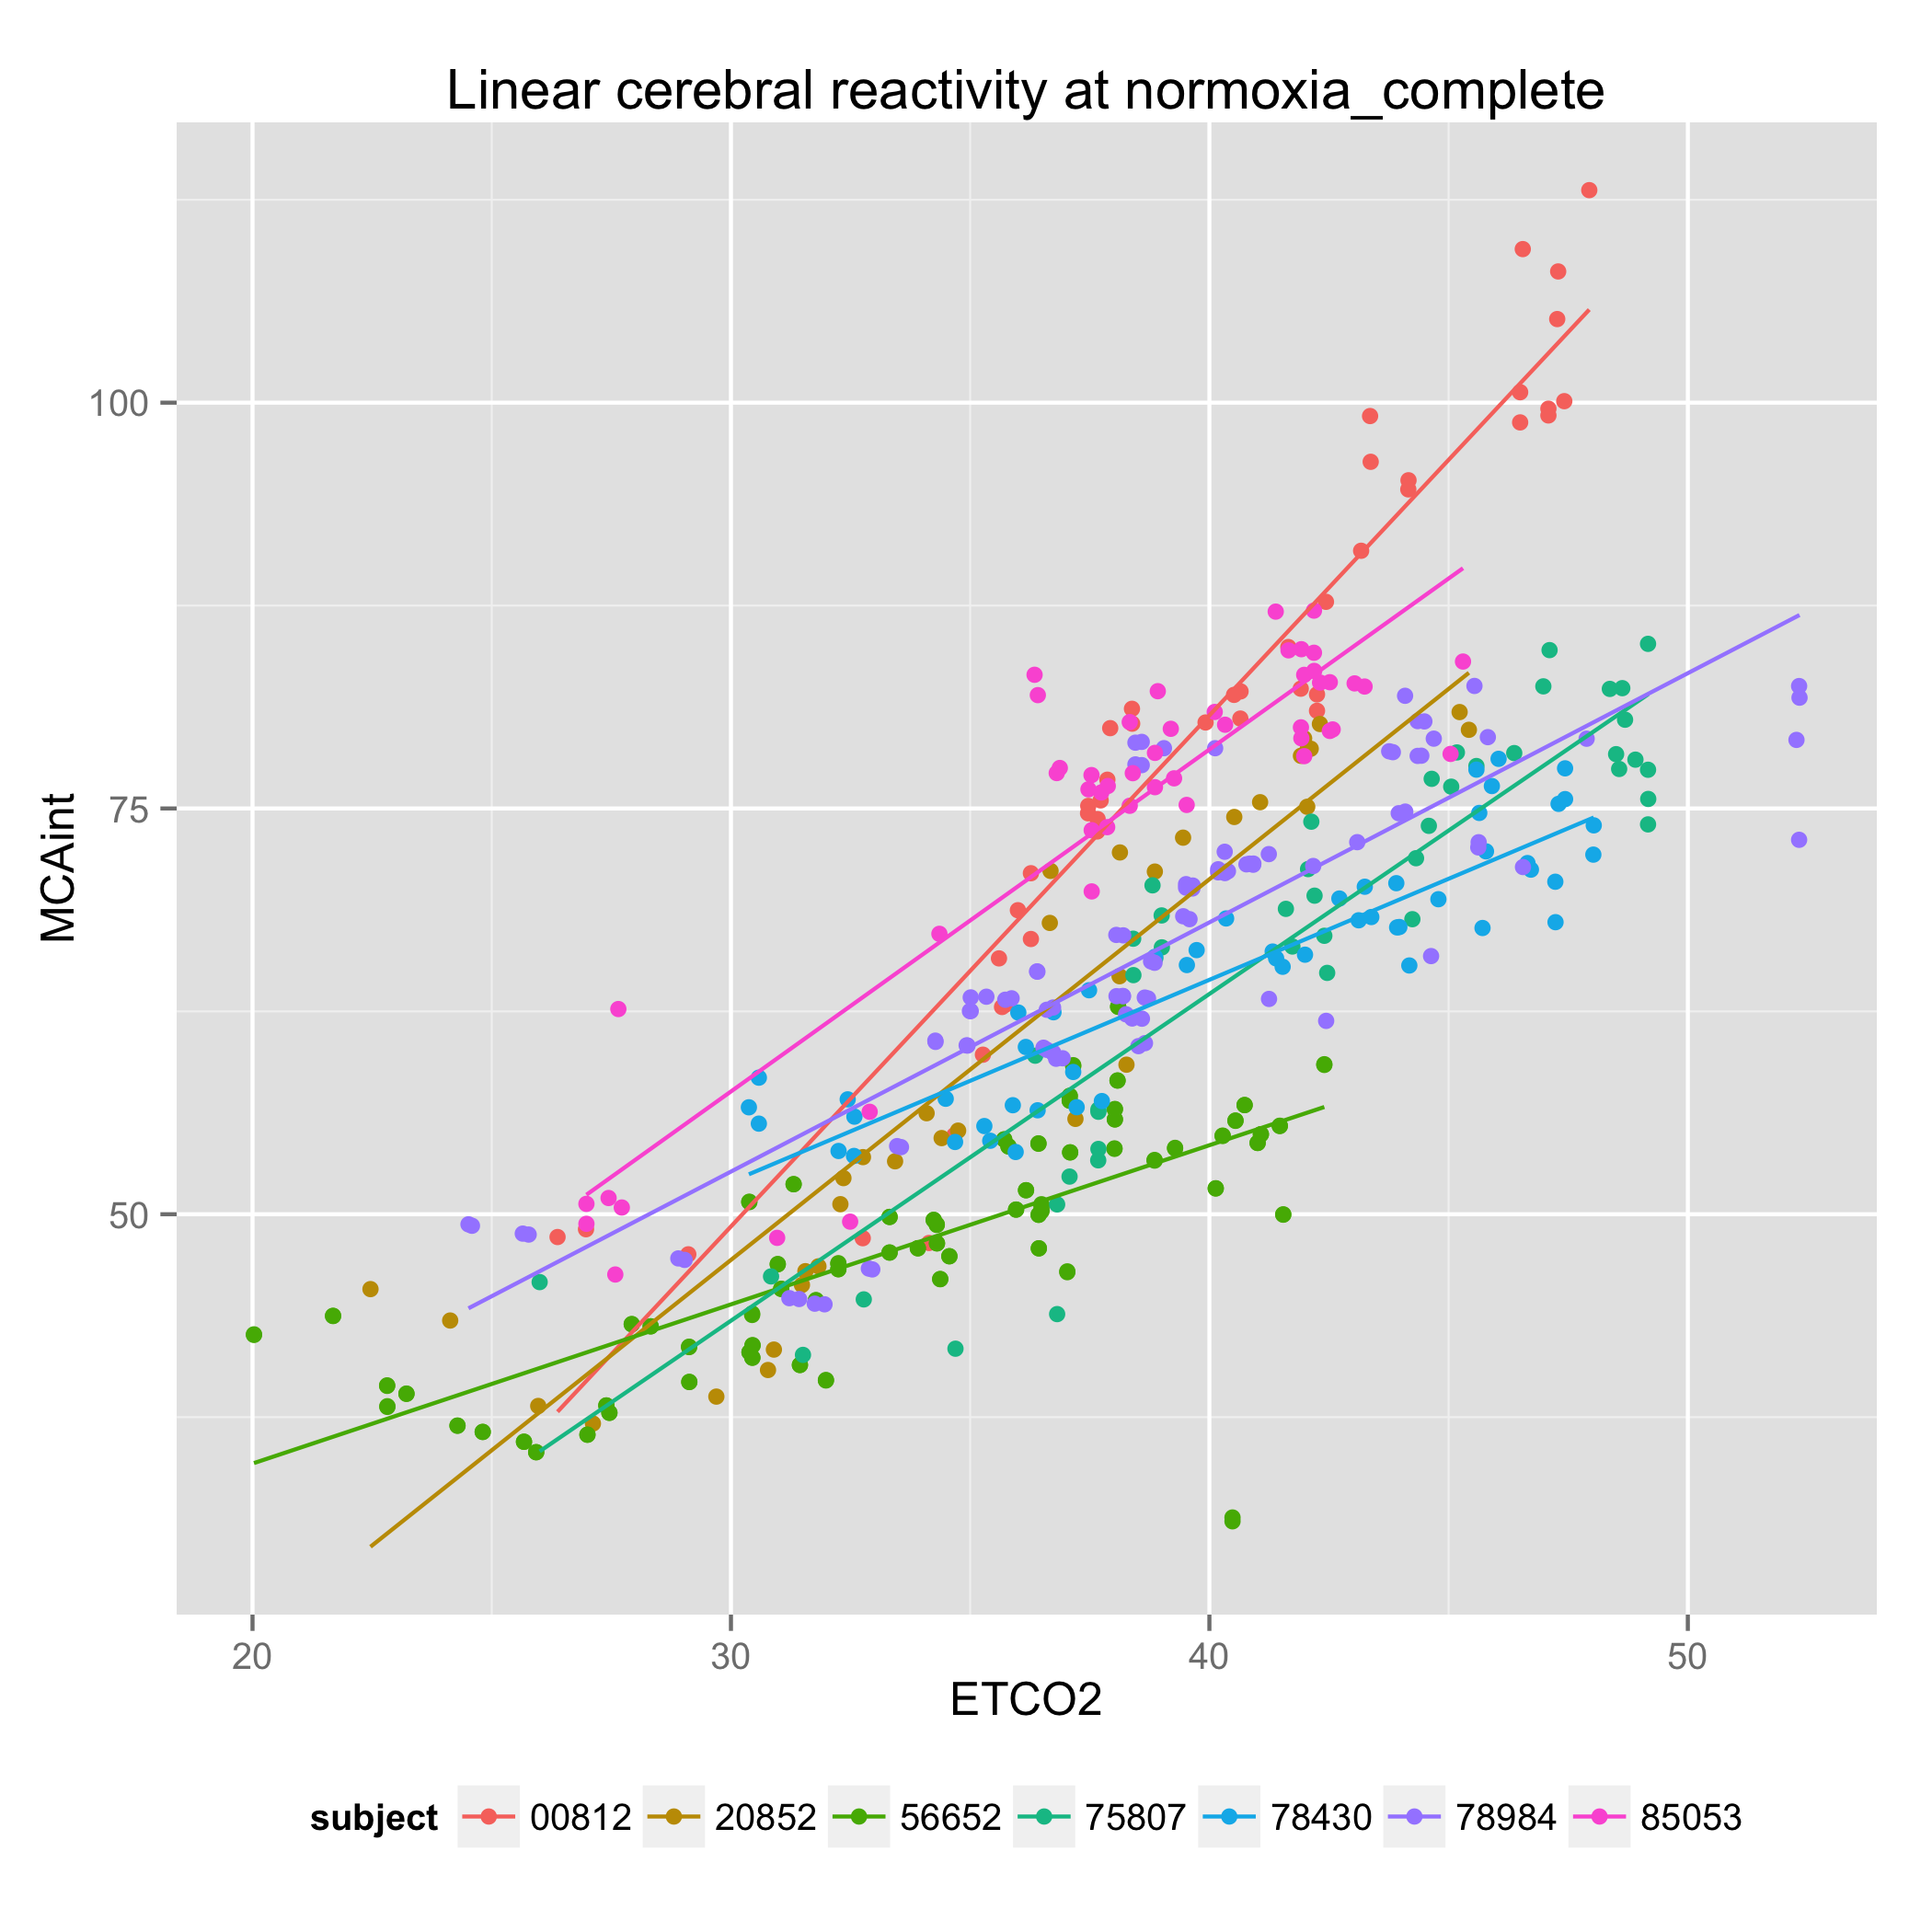 Linear cerebral reactivity at normoxia_complete
100
75
50
MCAint
20 30 40 50
ETCO2
subject 00812 20852 56652 75807 78430 78984 85053